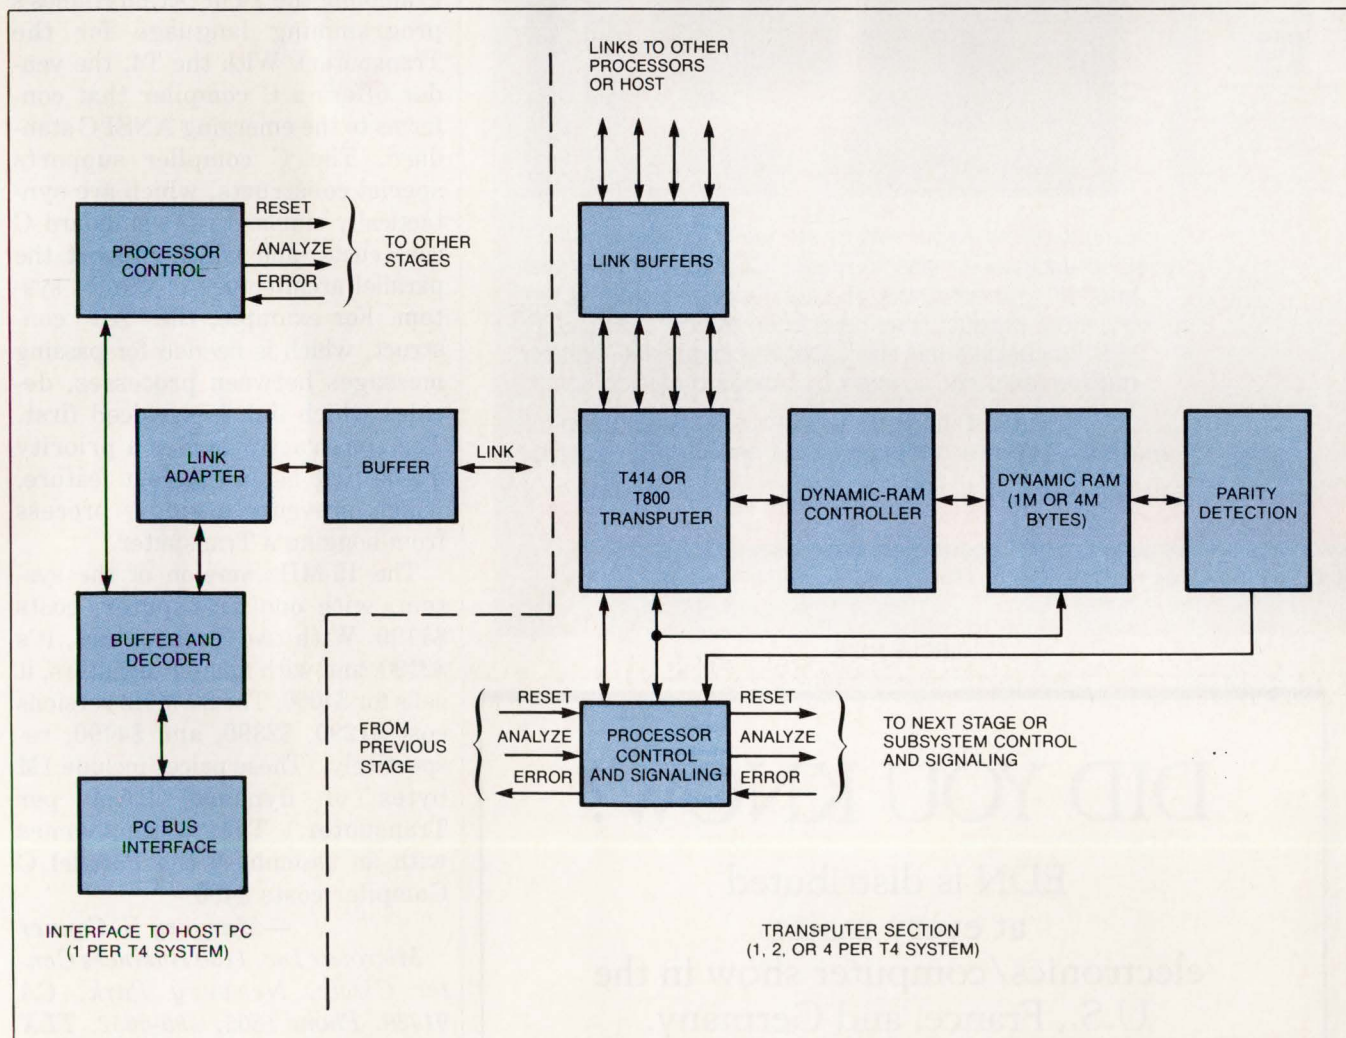 LINKS TO OTHER
PROCESSORS
OR HOST
PROCESSOR
CONTROL
RESET
ANALYZE
ERROR
TO OTHER
STAGES
LINK BUFFERS
LINK
ADAPTER
BUFFER
LINK
T414 OR
T800
TRANSPUTER
DYNAMIC-RAM
CONTROLLER
DYNAMIC RAM
(1M OR 4M
BYTES)
PARITY
DETECTION
BUFFER AND
DECODER
PC BUS
INTERFACE
INTERFACE TO HOST PC
(1 PER T4 SYSTEM)
FROM
PREVIOUS
STAGE
RESET
ANALYZE
ERROR
PROCESSOR
CONTROL
AND SIGNALING
RESET
ANALYZE
ERROR
TO NEXT STAGE OR
SUBSYSTEM CONTROL
AND SIGNALING
TRANSPUTER SECTION
(1, 2, OR 4 PER T4 SYSTEM)